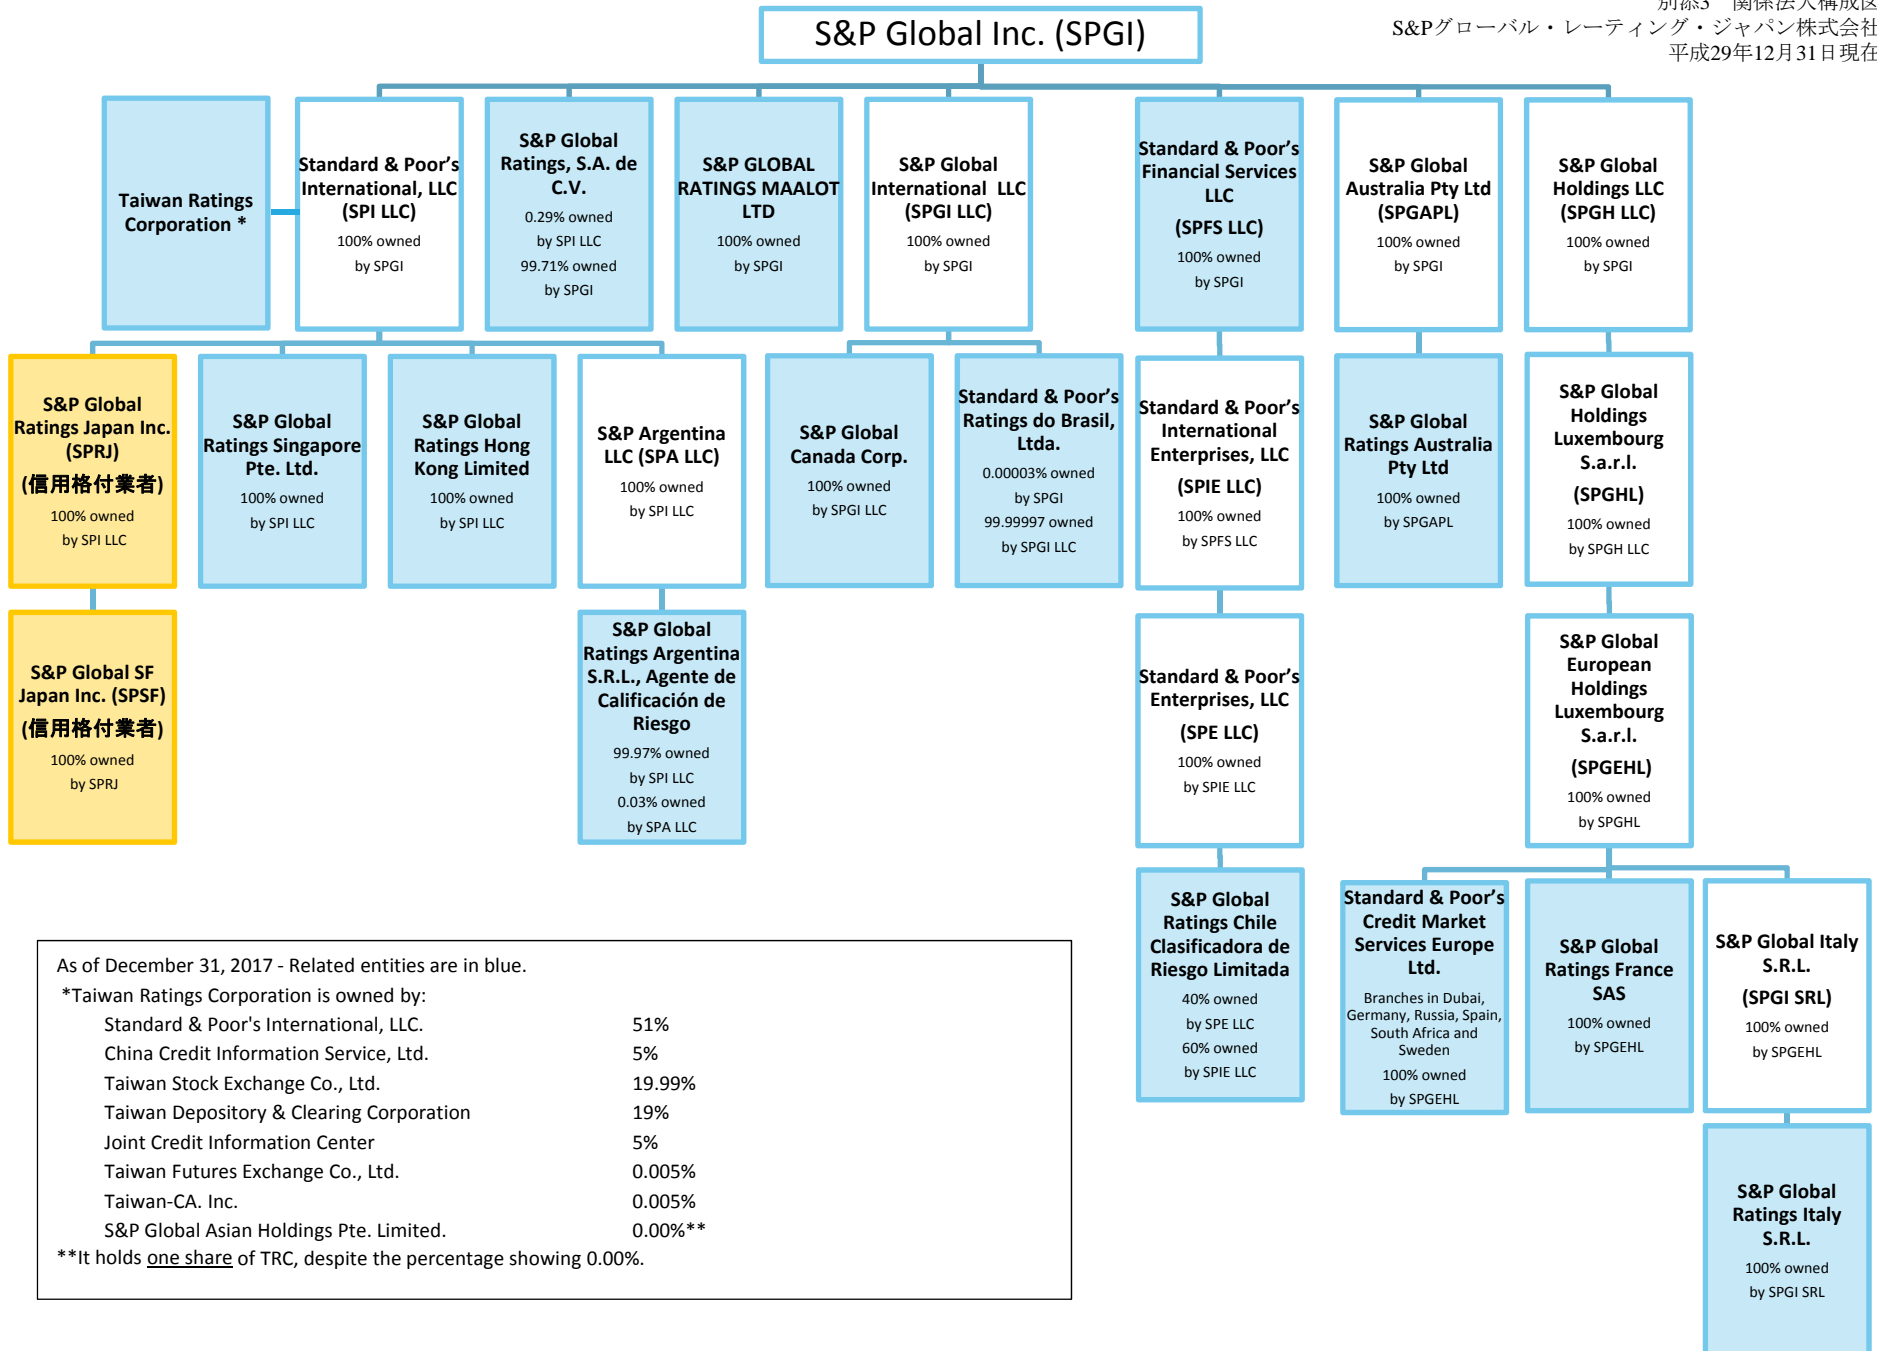 別添3 関係法人構成図
S&Pグローバル・レーティング・ジャパン株式会社
平成29年12月31日現在
S&P Global Inc. (SPGI)
Taiwan Ratings
Corporation *
Standard & Poor's
International, LLC
(SPI LLC)
100% owned
by SPGI
S&P Global
Ratings, S.A. de
C.V.
0.29% owned
by SPI LLC
99.71% owned
by SPGI
S&P GLOBAL
RATINGS MAALOT
LTD
100% owned
by SPGI
S&P Global
International LLC
(SPGI LLC)
100% owned
by SPGI
Standard & Poor's
Financial Services
LLC
(SPFS LLC)
100% owned
by SPGI
S&P Global
Australia Pty Ltd
(SPGAPL)
100% owned
by SPGI
S&P Global
Holdings LLC
(SPGH LLC)
100% owned
by SPGI
S&P Global
Ratings Japan Inc.
(SPRJ)
(信用格付業者)
100% owned
by SPI LLC
S&P Global
Ratings Singapore
Pte. Ltd.
100% owned
by SPI LLC
S&P Global
Ratings Hong
Kong Limited
100% owned
by SPI LLC
S&P Argentina
LLC (SPA LLC)
100% owned
by SPI LLC
S&P Global
Canada Corp.
100% owned
by SPGI LLC
Standard & Poor's
Ratings do Brasil,
Ltda.
0.00003% owned
by SPGI
99.99997 owned
by SPGI LLC
Standard & Poor's
International
Enterprises, LLC
(SPIE LLC)
100% owned
by SPFS LLC
S&P Global
Ratings Australia
Pty Ltd
100% owned
by SPGAPL
S&P Global
Holdings
Luxembourg
S.a.r.l.
(SPGHL)
100% owned
by SPGH LLC
S&P Global SF
Japan Inc. (SPSF)
(信用格付業者)
100% owned
by SPRJ
S&P Global
Ratings Argentina
S.R.L., Agente de
Calificación de
Riesgo
99.97% owned
by SPI LLC
0.03% owned
by SPA LLC
Standard & Poor's
Enterprises, LLC
(SPE LLC)
100% owned
by SPIE LLC
S&P Global
European
Holdings
Luxembourg
S.a.r.l.
(SPGEHL)
100% owned
by SPGHL
S&P Global
Ratings Chile
Clasificadora de
Riesgo Limitada
40% owned
by SPE LLC
60% owned
by SPIE LLC
Standard & Poor's
Credit Market
Services Europe
Ltd.
Branches in Dubai,
Germany, Russia, Spain,
South Africa and
Sweden
100% owned
by SPGEHL
S&P Global
Ratings France
SAS
100% owned
by SPGEHL
S&P Global Italy
S.R.L.
(SPGI SRL)
100% owned
by SPGEHL
S&P Global
Ratings Italy
S.R.L.
100% owned
by SPGI SRL
As of December 31, 2017 - Related entities are in blue.
*Taiwan Ratings Corporation is owned by:
Standard & Poor's International, LLC. 51%
China Credit Information Service, Ltd. 5%
Taiwan Stock Exchange Co., Ltd. 19.99%
Taiwan Depository & Clearing Corporation 19%
Joint Credit Information Center 5%
Taiwan Futures Exchange Co., Ltd. 0.005%
Taiwan-CA. Inc. 0.005%
S&P Global Asian Holdings Pte. Limited. 0.00%**
**It holds one share of TRC, despite the percentage showing 0.00%.